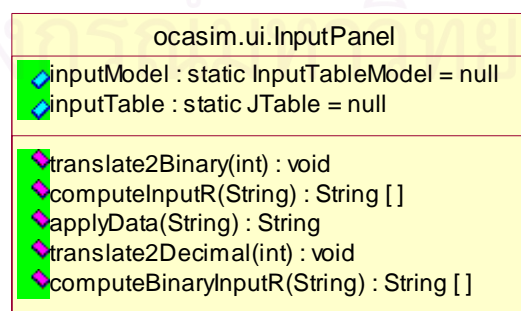 ocasim.ui.InputPanel
inputModel : static InputTableModel = null
inputTable : static JTable = null
translate2Binary(int) : void
computeInputR(String) : String [ ]
applyData(String) : String
translate2Decimal(int) : void
computeBinaryInputR(String) : String [ ]